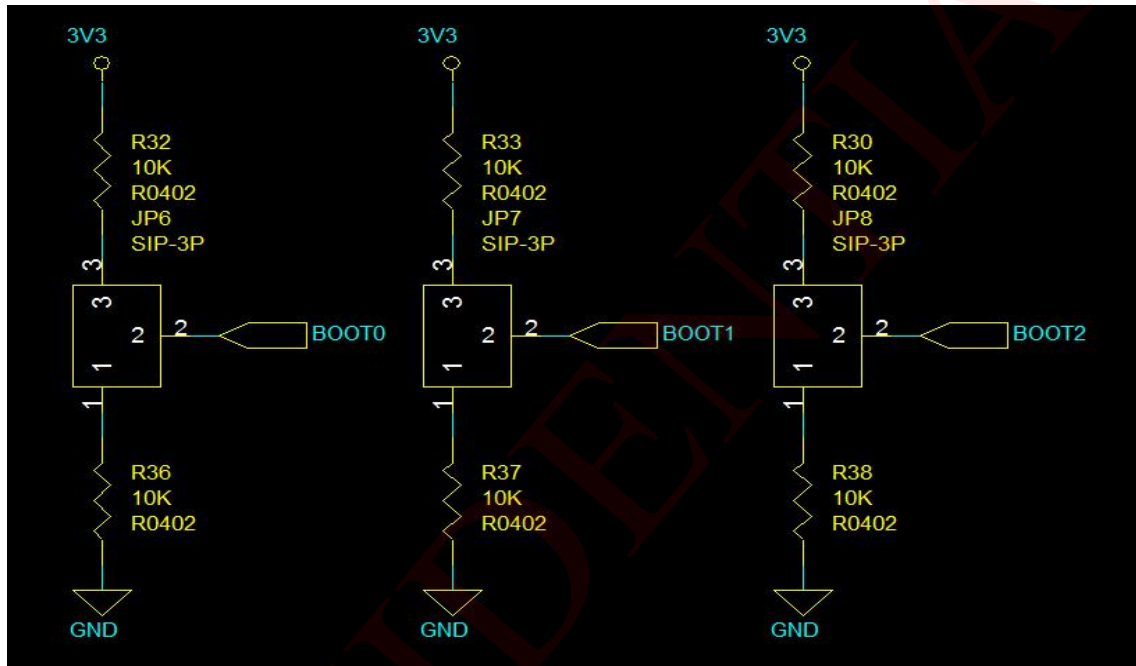 3V3
3V3
3V3
R32
10K
R0402
JP6
SIP-3P
R33
10K
R0402
JP7
SIP-3P
R30
10K
R0402
JP8
SIP-3P
3
3
2
2
1
1
BOOT0
3
3
2
2
1
1
BOOT1
3
3
2
2
1
1
BOOT2
R36
10K
R0402
R37
10K
R0402
R38
10K
R0402
GND
GND
GND